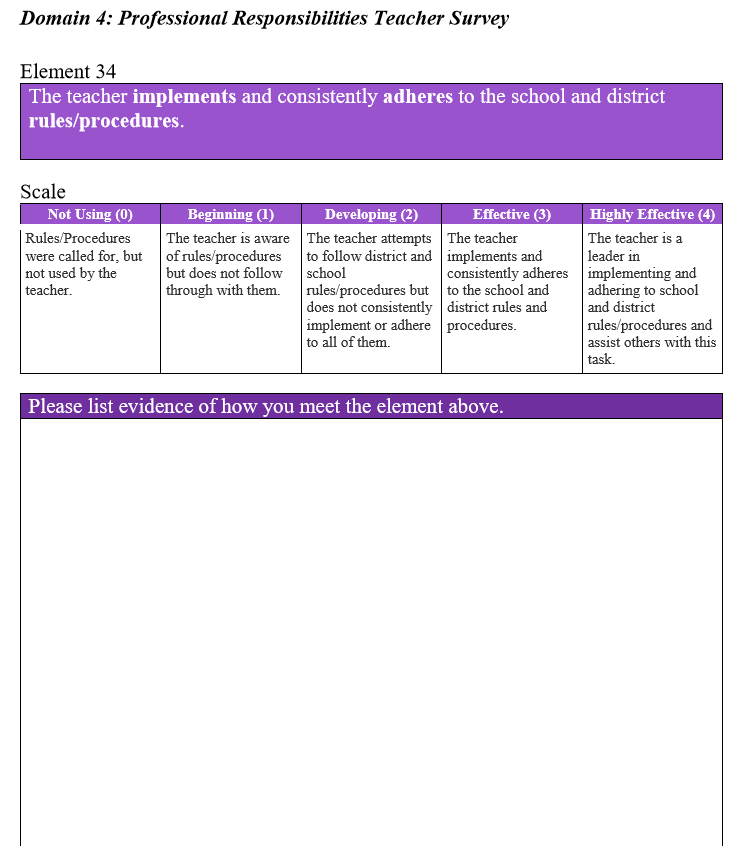 Domain 4: Professional Responsibilities Teacher Survey
Element 34
The teacher implements and consistently adheres to the school and district
rules/procedures.
Scale
Not Using (0) Beginning (1) Developing (2) Effective (3) Highly Effective (4)
Rules/Procedures
were called for, but
not used by the
teacher.
The teacher is aware
of rules/procedures
but does not follow
through with them.
The teacher attempts
to follow district and
school
rules/procedures but
does not consistently
implement or adhere
to all of them.
The teacher
implements and
consistently adheres
to the school and
district rules and
procedures.
The teacher is a
leader in
implementing and
adhering to school
and district
rules/procedures and
assist others with this
task.
Please list evidence of how you meet the element above.